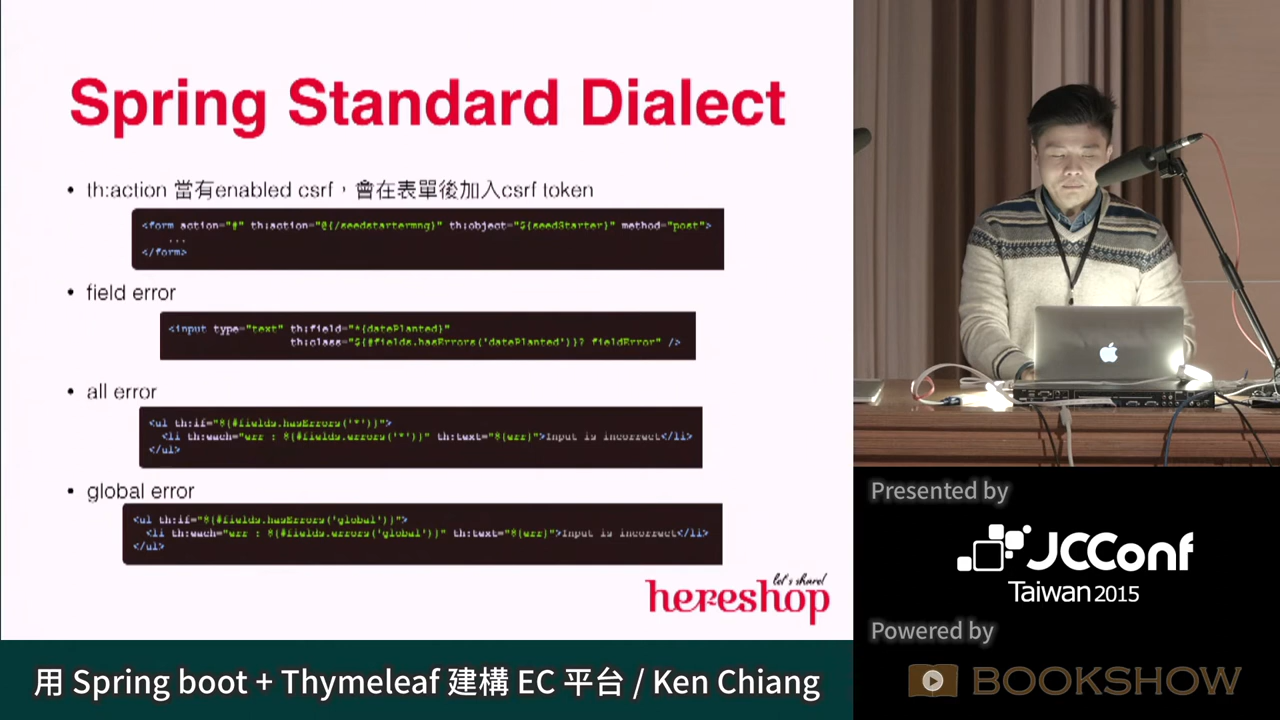 Spring Standard Dialect
• th:action 當有enabled csrf，會在表單後加入csrf token
<form action="#" th:action="@{/seedstartermng}" th:object="${seedStarter}" method="post">
...
</form>
• field error
<input type="text" th:field="*{datePlanted}"
th:class="${#fields.hasErrors('datePlanted')}? fieldError" />
• all error
<ul th:if="${#fields.hasErrors('*')}">
<li th:each="err : ${#fields.errors('*')}" th:text="${err}">Input is incorrect</li>
</ul>
• global error
<ul th:if="${#fields.hasErrors('global')}">
<li th:each="err : ${#fields.errors('global')}" th:text="${err}">Input is incorrect</li>
</ul>
let's share!
hereshop
用 Spring boot + Thymeleaf 建構 EC 平台 / Ken Chiang
Presented by
JCConf
Taiwan 2015
Powered by
BOOKSHOW